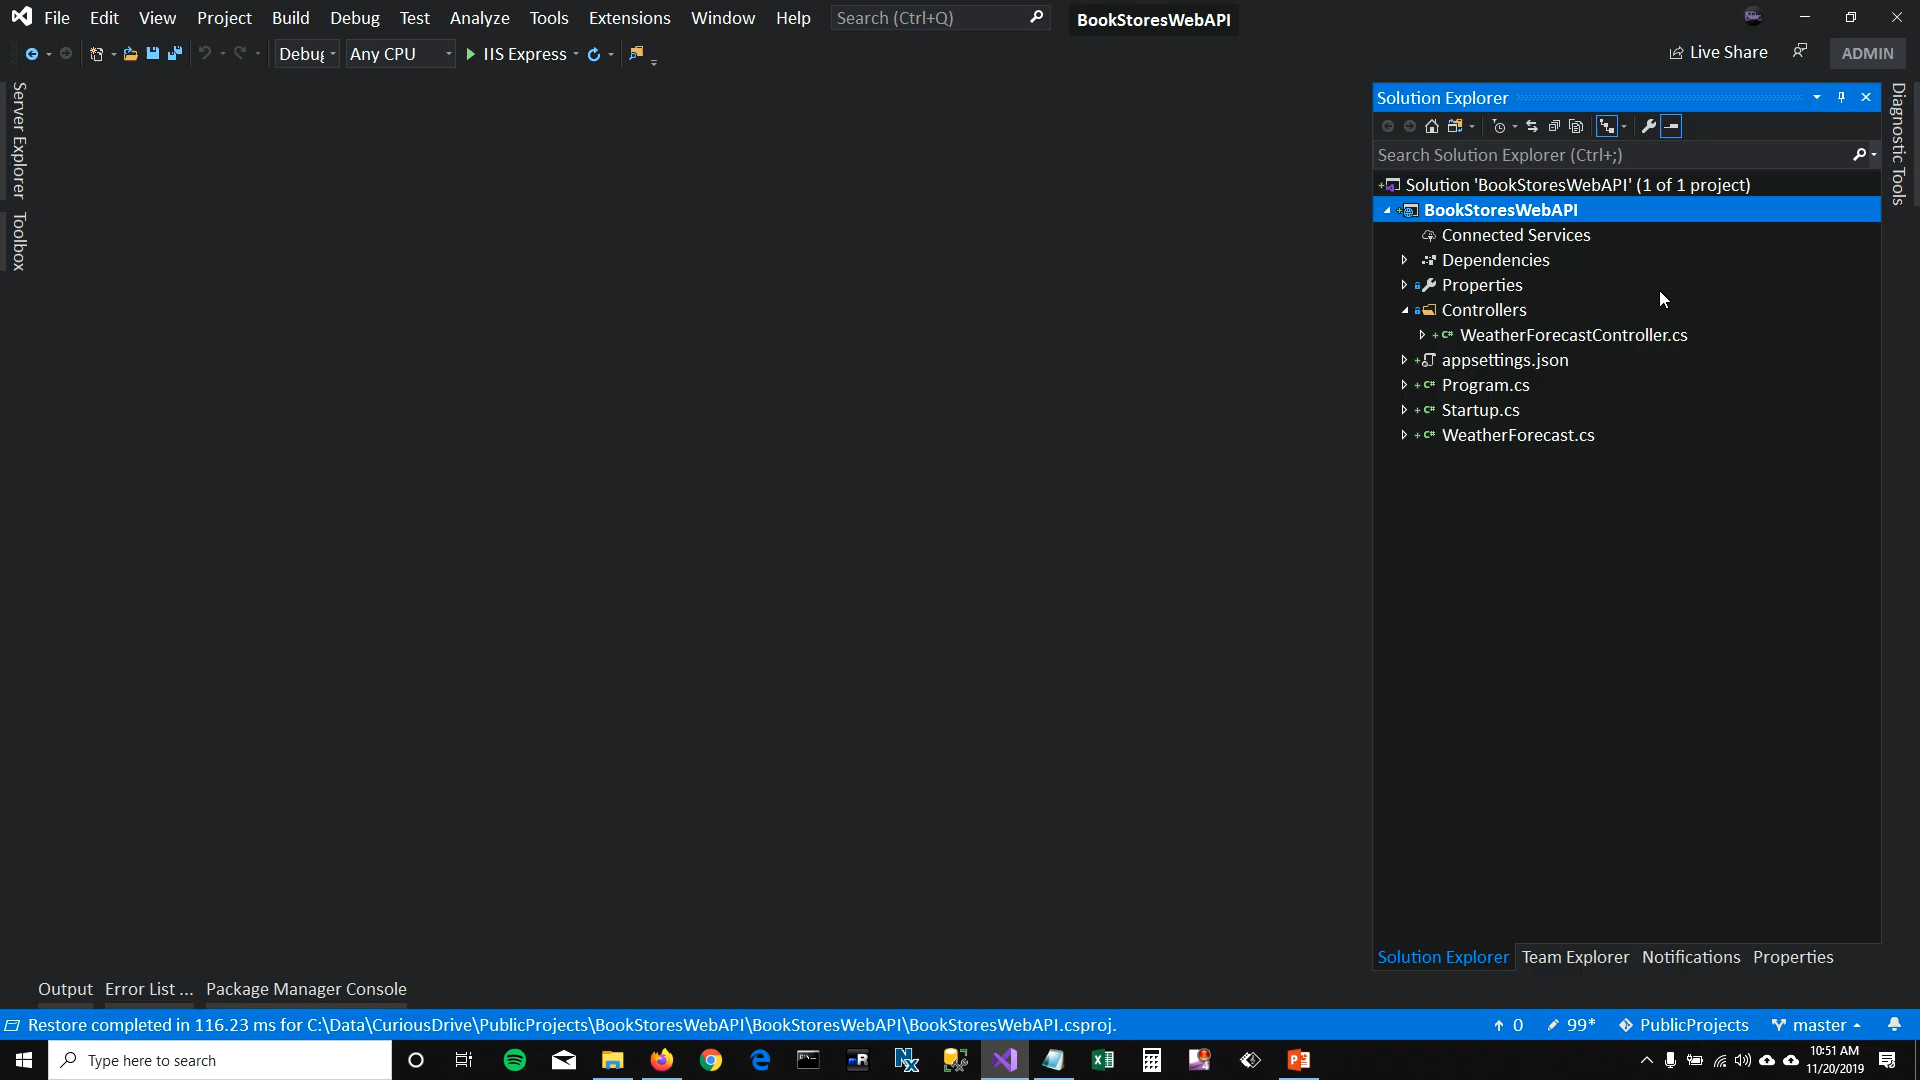 File Edit View Project Build Debug Test Analyze Tools Extensions Window Help Search (Ctrl+Q) BookStoresWebAPI
Debug Any CPU IIS Express Live Share ADMIN
Server Explorer
Toolbox
Solution Explorer
Search Solution Explorer (Ctrl+;)
Solution 'BookStoresWebAPI' (1 of 1 project)
BookStoresWebAPI
Connected Services
Dependencies
Properties
Controllers
C# WeatherForecastController.cs
appsettings.json
C# Program.cs
C# Startup.cs
C# WeatherForecast.cs
Diagnostic Tools
Solution Explorer Team Explorer Notifications Properties
Output Error List ... Package Manager Console
Restore completed in 116.23 ms for C:\Data\CuriousDrive\PublicProjects\BookStoresWebAPI\BookStoresWebAPI\BookStoresWebAPI.csproj. 0 99* PublicProjects master
Type here to search 10:51 AM
11/20/2019